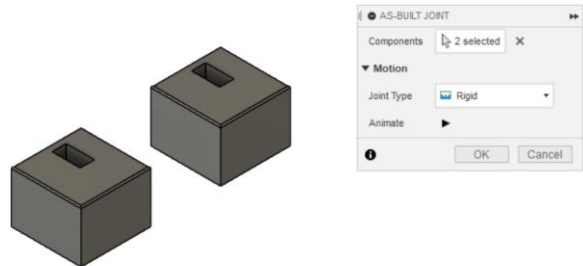 AS-BUILT JOINT
Components 2 selected
Motion
Joint Type Rigid
Animate
OK Cancel